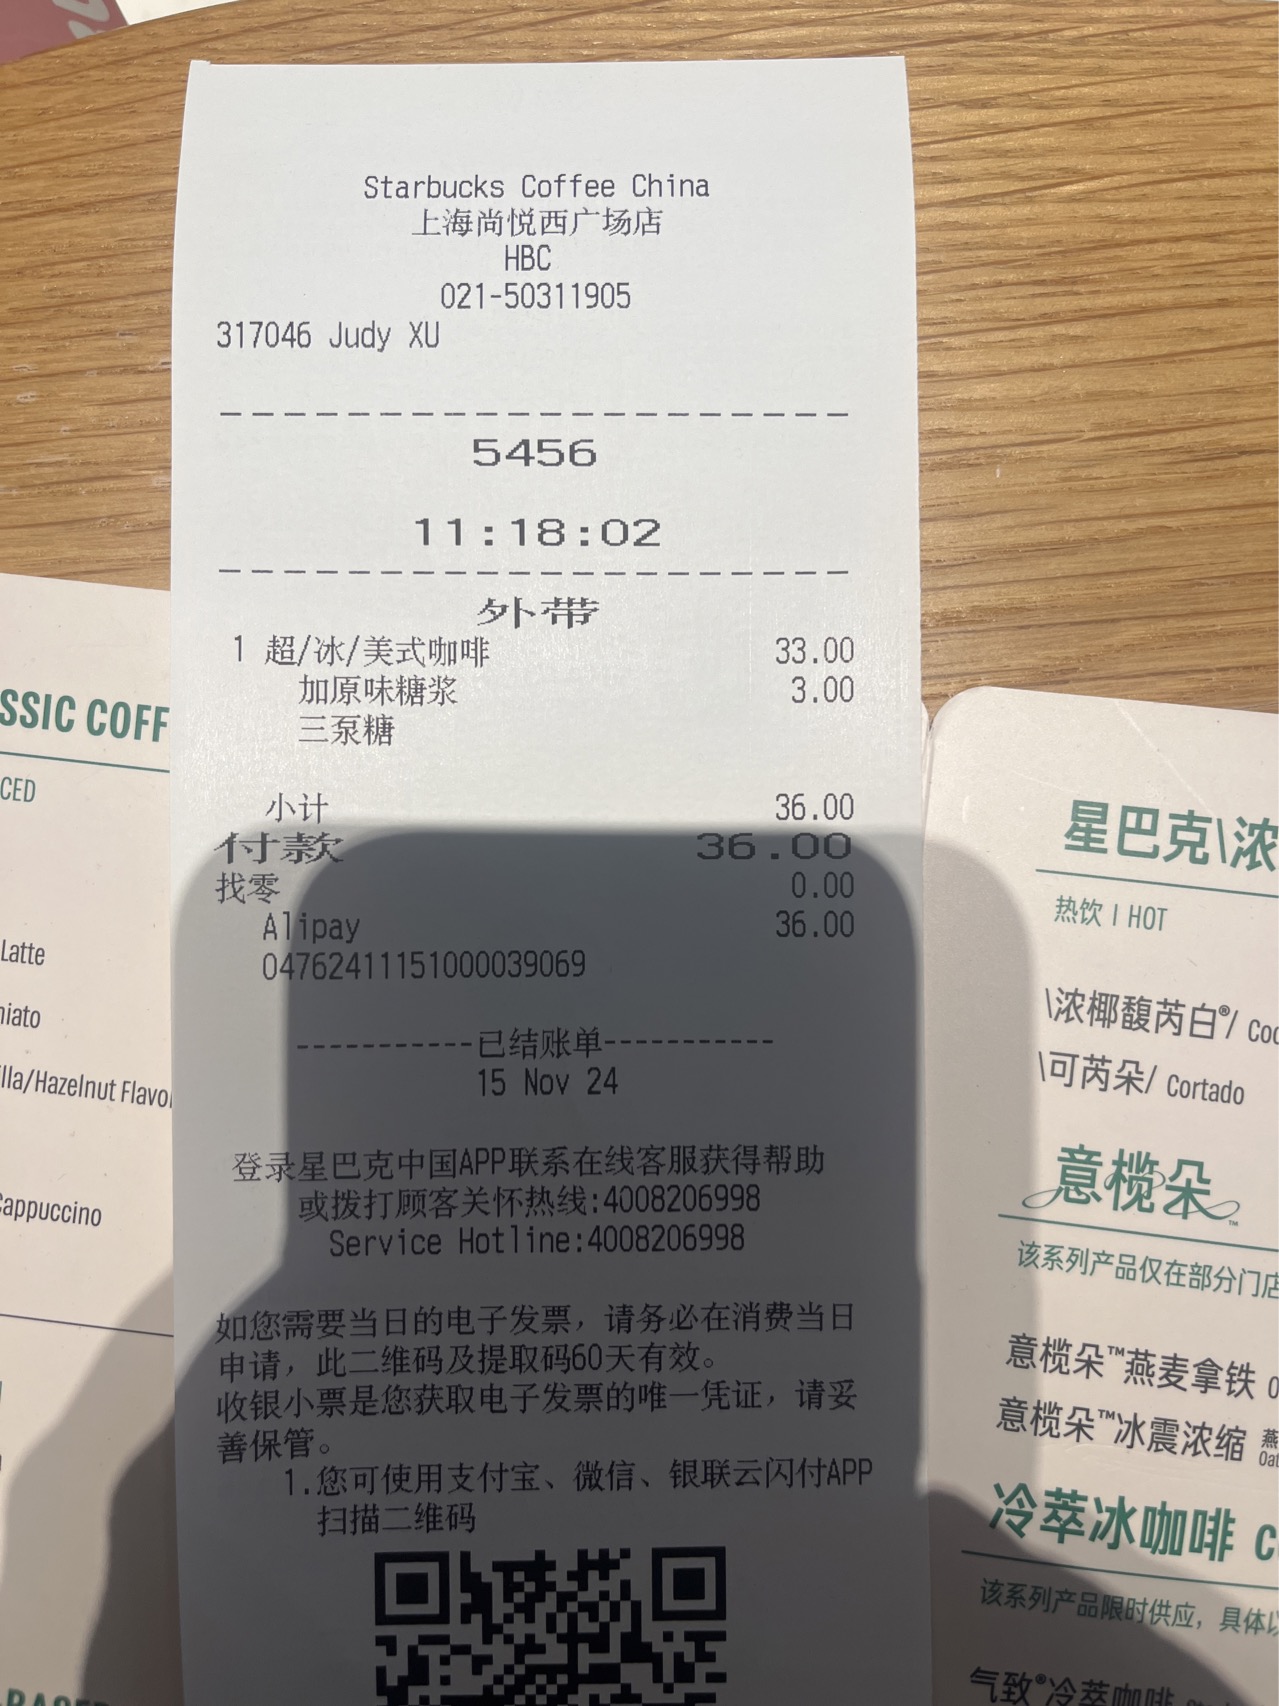 Starbucks Coffee China
上海尚悦西广场店
HBC
021-50311905
317046 Judy XU
5456
11:18:02
外带
1 超/冰/美式咖啡 33.00
加原味糖浆 3.00
三泵糖
小计 36.00
付款 36.00
找零 0.00
Alipay 36.00
04762411151000039069
-----------已结账单-----------
15 Nov 24
登录星巴克中国APP联系在线客服获得帮助
或拨打顾客关怀热线:4008206998
Service Hotline:4008206998
如您需要当日的电子发票，请务必在消费当日
申请，此二维码及提取码60天有效。
收银小票是您获取电子发票的唯一凭证，请妥
善保管。
1.您可使用支付宝、微信、银联云闪付APP
扫描二维码
SSIC COFF
CED
Latte
iato
lla/Hazelnut Flavo
appuccino
星巴克\浓
热饮 | HOT
\浓椰馥芮白®/ Coc
\可芮朵/ Cortado
意榄朵™
该系列产品仅在部分门店
意榄朵™燕麦拿铁 O
意榄朵™冰震浓缩 燕
Oat
冷萃冰咖啡 C
该系列产品限时供应，具体以
气致®冷萃咖啡